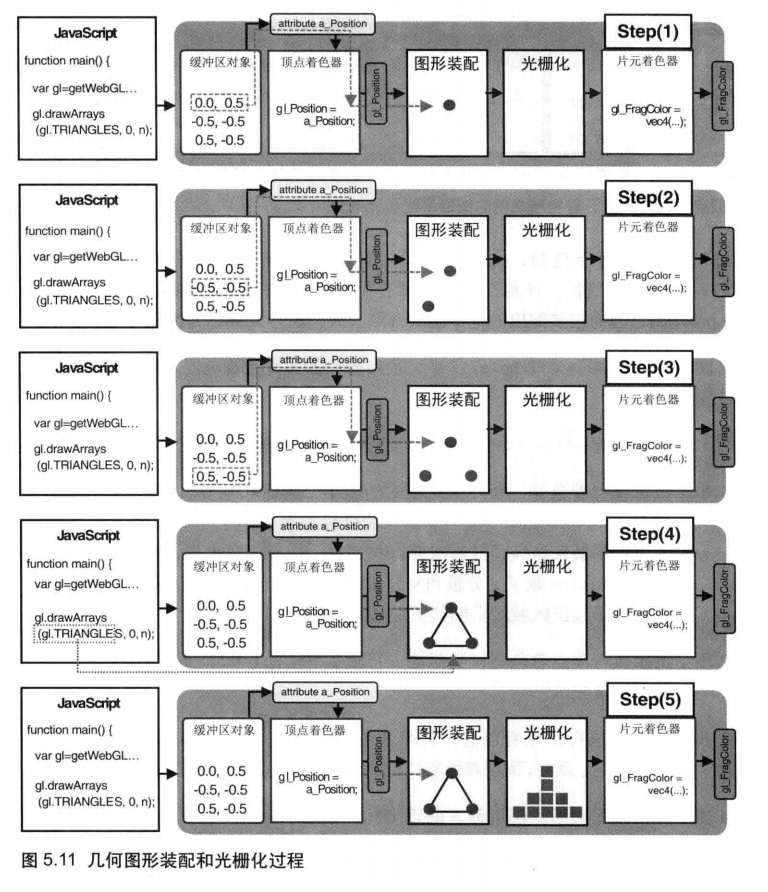 JavaScript
function main() {
var gl=getWebGL…
gl.drawArrays
(gl.TRIANGLES, 0, n);
attribute a_Position
缓冲区对象
0.0, 0.5
-0.5, -0.5
0.5, -0.5
顶点着色器
gl_Position =
a_Position;
gl_Position
图形装配
光栅化
Step(1)
片元着色器
gl_FragColor =
vec4(...);
gl_FragColor
JavaScript
function main() {
var gl=getWebGL…
gl.drawArrays
(gl.TRIANGLES, 0, n);
attribute a_Position
缓冲区对象
0.0, 0.5
-0.5, -0.5
0.5, -0.5
顶点着色器
gl_Position =
a_Position;
gl_Position
图形装配
光栅化
Step(2)
片元着色器
gl_FragColor =
vec4(...);
gl_FragColor
JavaScript
function main() {
var gl=getWebGL…
gl.drawArrays
(gl.TRIANGLES, 0, n);
attribute a_Position
缓冲区对象
0.0, 0.5
-0.5, -0.5
0.5, -0.5
顶点着色器
gl_Position =
a_Position;
gl_Position
图形装配
光栅化
Step(3)
片元着色器
gl_FragColor =
vec4(...);
gl_FragColor
JavaScript
function main() {
var gl=getWebGL…
gl.drawArrays
(gl.TRIANGLES, 0, n);
attribute a_Position
缓冲区对象
0.0, 0.5
-0.5, -0.5
0.5, -0.5
顶点着色器
gl_Position =
a_Position;
gl_Position
图形装配
光栅化
Step(4)
片元着色器
gl_FragColor =
vec4(...);
gl_FragColor
JavaScript
function main() {
var gl=getWebGL…
gl.drawArrays
(gl.TRIANGLES, 0, n);
attribute a_Position
缓冲区对象
0.0, 0.5
-0.5, -0.5
0.5, -0.5
顶点着色器
gl_Position =
a_Position;
gl_Position
图形装配
光栅化
Step(5)
片元着色器
gl_FragColor =
vec4(...);
gl_FragColor
图 5.11 几何图形装配和光栅化过程